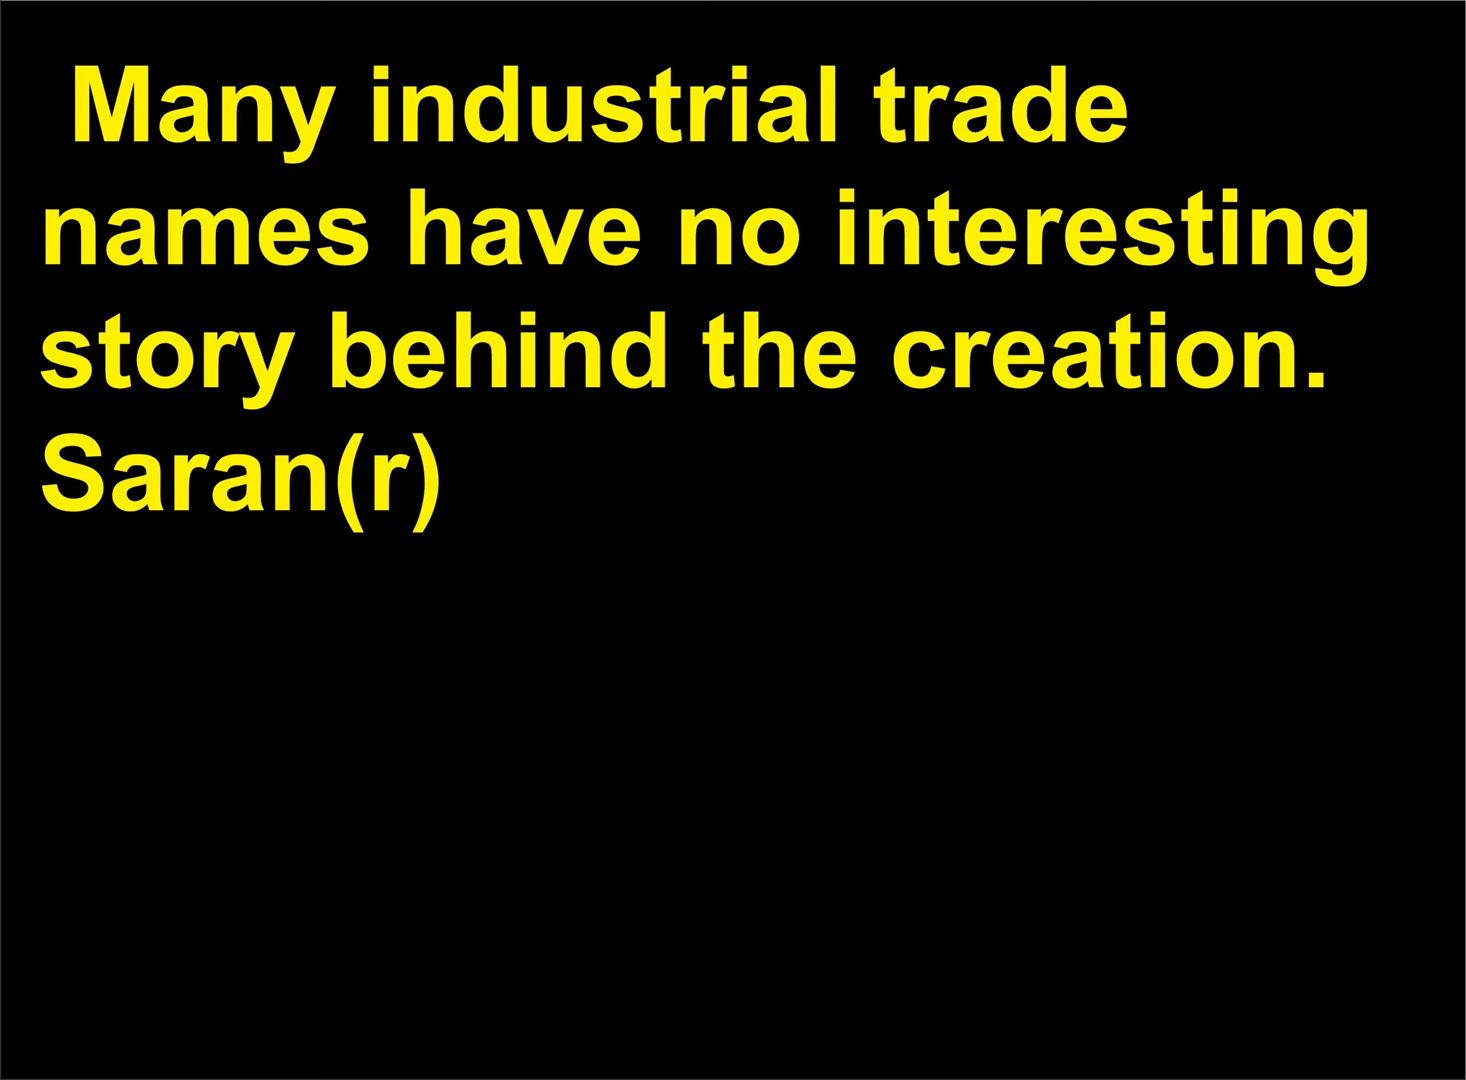 Many industrial trade
names have no interesting
story behind the creation.
Saran(r)